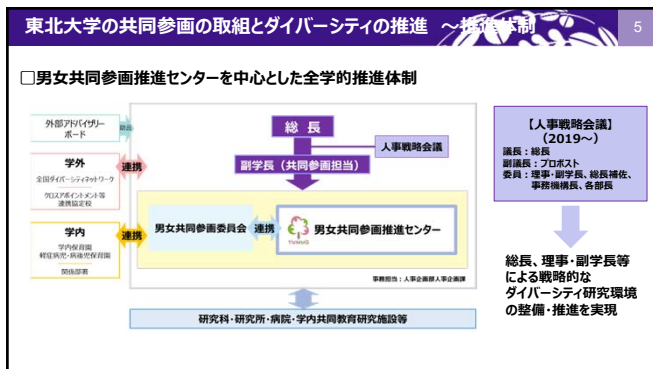 東北大学の共同参画の取組とダイバーシティの推進 ～推進体制
5
□男女共同参画推進センターを中心とした全学的推進体制
外部アドバイザリー
ボード
助言
学外
全国ダイバーシティネットワーク
クロスアポイントメント等
連携協定校
連携
学内
学内保育園
軽症病児・病後児保育園
関係部署
連携
総 長
人事戦略会議
副学長（共同参画担当）
男女共同参画委員会
連携
TUMUG
男女共同参画推進センター
事務担当：人事企画部人事企画課
研究科・研究所・病院・学内共同教育研究施設等
【人事戦略会議】
（2019～）
議長：総長
副議長：プロボスト
委員：理事・副学長、総長補佐、
事務機構長、各部長
総長、理事・副学長等
による戦略的な
ダイバーシティ研究環境
の整備・推進を実現